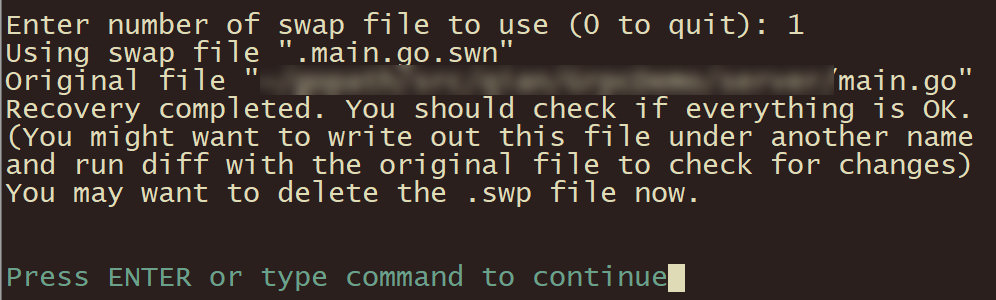 Enter number of swap file to use (0 to quit): 1
Using swap file ".main.go.swn"
Original file "/main.go"
Recovery completed. You should check if everything is OK.
(You might want to write out this file under another name
and run diff with the original file to check for changes)
You may want to delete the .swp file now.
Press ENTER or type command to continue